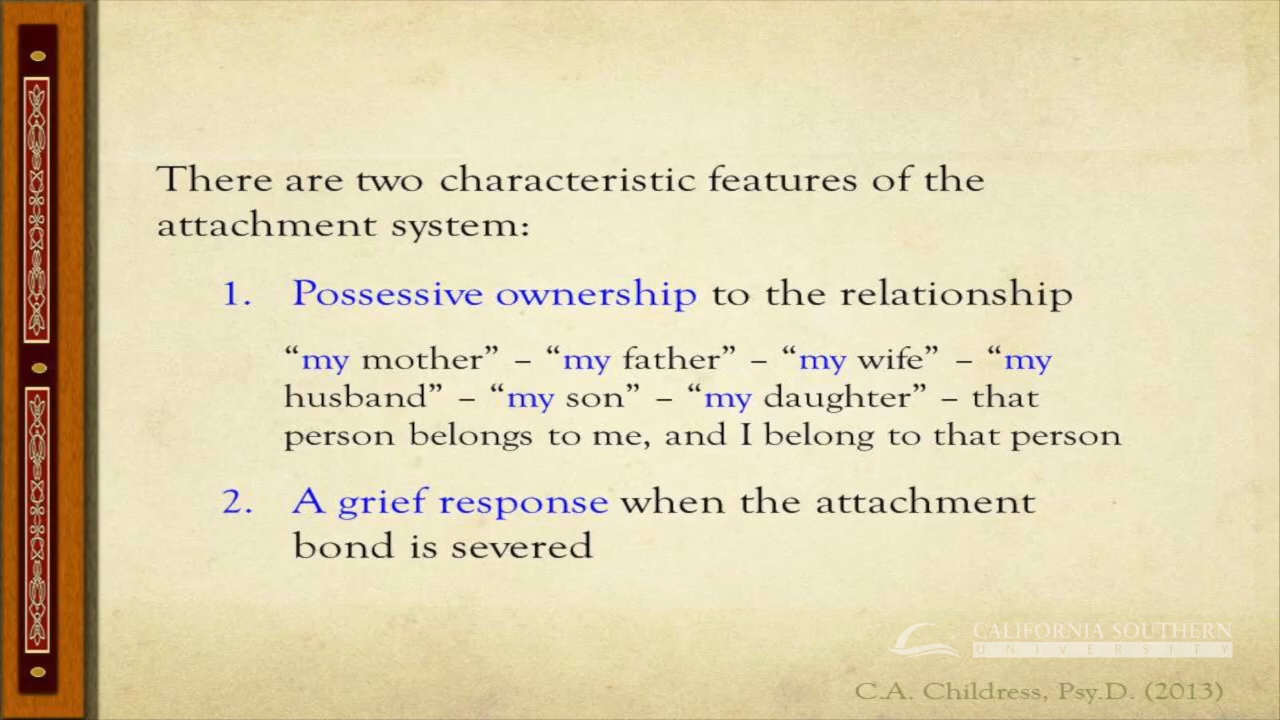 There are two characteristic features of the
attachment system:
1. Possessive ownership to the relationship
“my mother” – “my father” – “my wife” – “my
husband” – “my son” – “my daughter” – that
person belongs to me, and I belong to that person
2. A grief response when the attachment
bond is severed
CALIFORNIA SOUTHERN
UNIVERSITY
C.A. Childress, Psy.D. (2013)